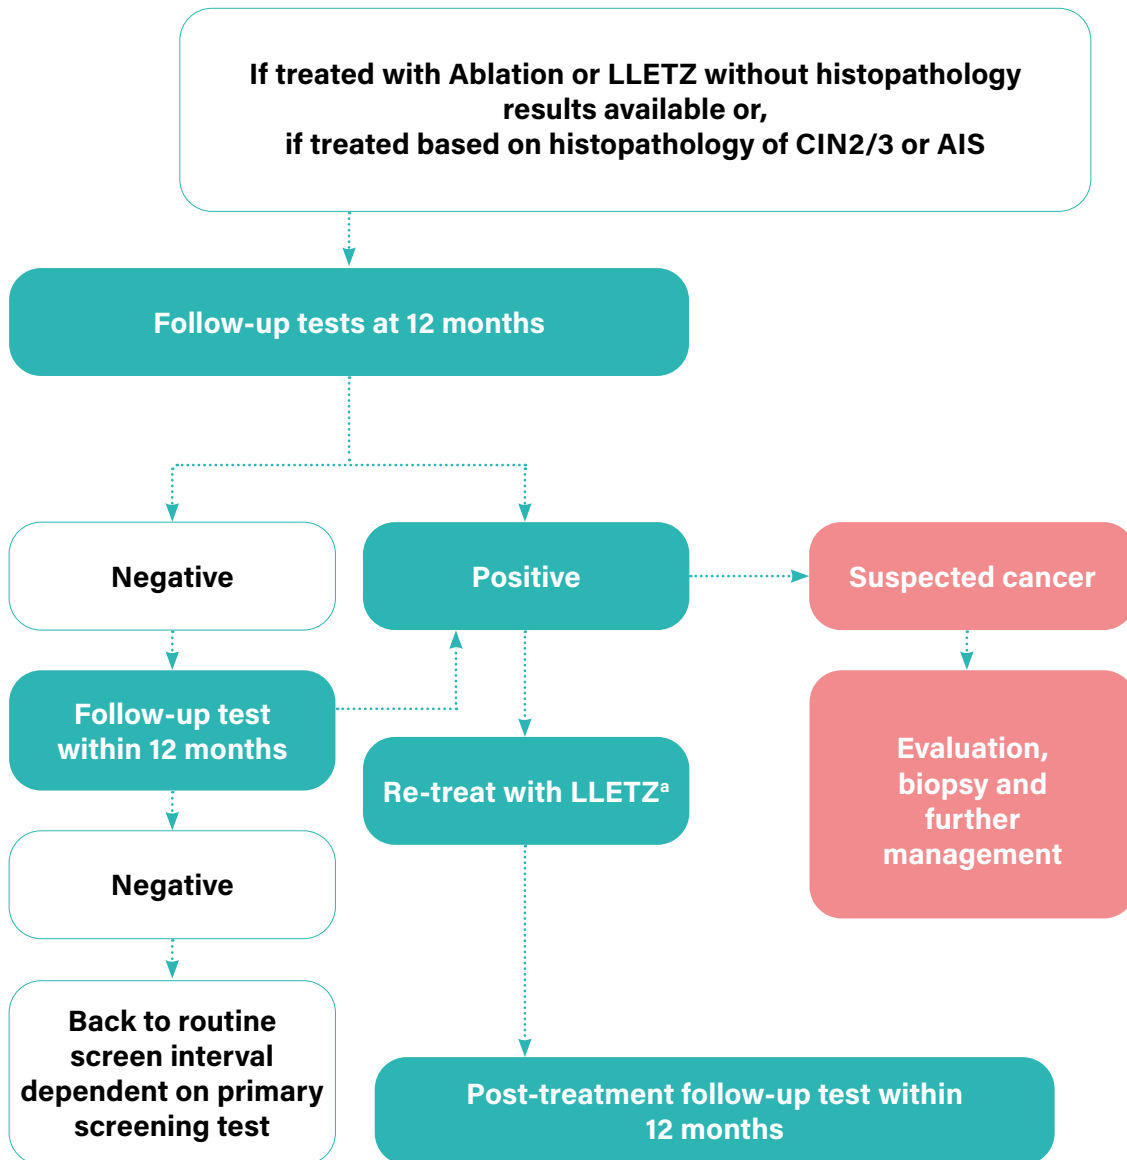 If treated with Ablation or LLETZ without histopathology
results available or,
if treated based on histopathology of CIN2/3 or AIS
Follow-up tests at 12 months
Negative
Positive
Suspected cancer
Follow-up test
within 12 months
Re-treat with LLETZᵃ
Evaluation,
biopsy and
further
management
Negative
Back to routine
screen interval
dependent on primary
screening test
Post-treatment follow-up test within
12 months